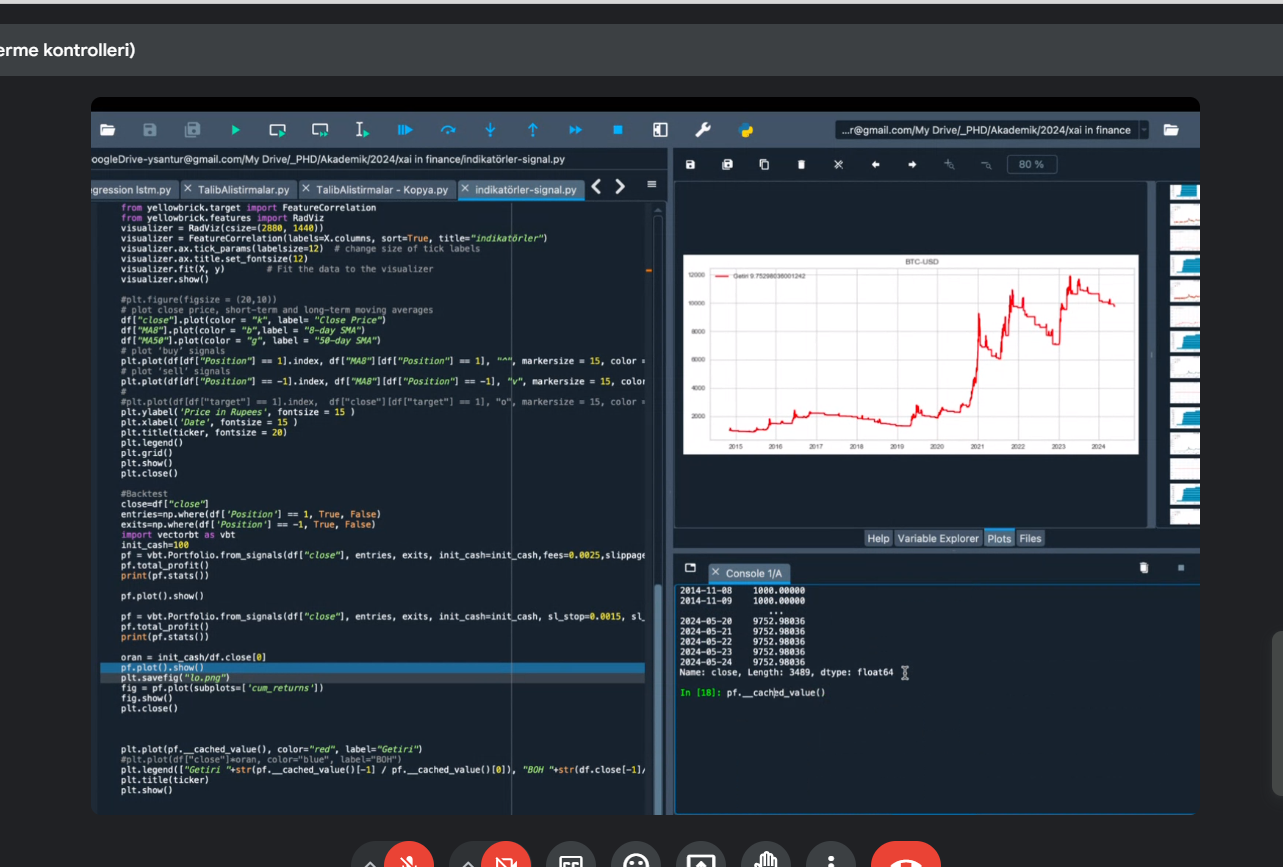 erme kontrolleri)
...r@gmail.com/My Drive/_PHD/Akademik/2024/xai in finance
oogleDrive-ysantur@gmail.com/My Drive/_PHD/Akademik/2024/xai in finance/indikatörler-signal.py
80 %
egression lstm.py
TalibAlistirmalar.py
TalibAlistirmalar - Kopya.py
indikatörler-signal.py
from yellowbrick.target import FeatureCorrelation
from yellowbrick.features import RadViz
visualizer = RadViz(csize=(2880, 1440))
visualizer = FeatureCorrelation(labels=X.columns, sort=True, title="indikatörler")
visualizer.ax.tick_params(labelsize=12)  # change size of tick labels
visualizer.ax.title.set_fontsize(12)
visualizer.fit(X, y)        # Fit the data to the visualizer
visualizer.show()
#plt.figure(figsize = (20,10))
# plot close price, short-term and long-term moving averages
df["close"].plot(color = "k", label= "Close Price")
df["MA8"].plot(color = "b",label = "8-day SMA")
df["MA50"].plot(color = "g", label = "50-day SMA")
# plot 'buy' signals
plt.plot(df[df["Position"] == 1].index, df["MA8"][df["Position"] == 1], "^", markersize = 15, color =
# plot 'sell' signals
plt.plot(df[df["Position"] == -1].index, df["MA8"][df["Position"] == -1], "v", markersize = 15, color
#
#plt.plot(df[df["target"] == 1].index,  df["close"][df["target"] == 1], "o", markersize = 15, color =
plt.ylabel('Price in Rupees', fontsize = 15 )
plt.xlabel('Date', fontsize = 15 )
plt.title(ticker, fontsize = 20)
plt.legend()
plt.grid()
plt.show()
plt.close()
#Backtest
close=df["close"]
entries=np.where(df['Position'] == 1, True, False)
exits=np.where(df['Position'] == -1, True, False)
import vectorbt as vbt
init_cash=100
pf = vbt.Portfolio.from_signals(df["close"], entries, exits, init_cash=init_cash,fees=0.0025,slippage
pf.total_profit()
print(pf.stats())
pf.plot().show()
pf = vbt.Portfolio.from_signals(df["close"], entries, exits, init_cash=init_cash, sl_stop=0.0015, sl_
pf.total_profit()
print(pf.stats())
oran = init_cash/df.close[0]
pf.plot().show()
plt.savefig("lo.png")
fig = pf.plot(subplots=['cum_returns'])
fig.show()
plt.close()
plt.plot(pf.__cached_value(), color="red", label="Getiri")
#plt.plot(df["close"]*oran, color="blue", label="BOH")
plt.legend(["Getiri "+str(pf.__cached_value()[-1] / pf.__cached_value()[0]), "BOH "+str(df.close[-1]/
plt.title(ticker)
plt.show()
BTC-USD
Getiri 9.75298036001242
12000
10000
8000
6000
4000
2000
2015 2016 2017 2018 2019 2020 2021 2022 2023 2024
Help
Variable Explorer
Plots
Files
Console 1/A
2014-11-08    1000.00000
2014-11-09    1000.00000
...
2024-05-20    9752.98036
2024-05-21    9752.98036
2024-05-22    9752.98036
2024-05-23    9752.98036
2024-05-24    9752.98036
Name: close, Length: 3489, dtype: float64
In [18]: pf.__cached_value()